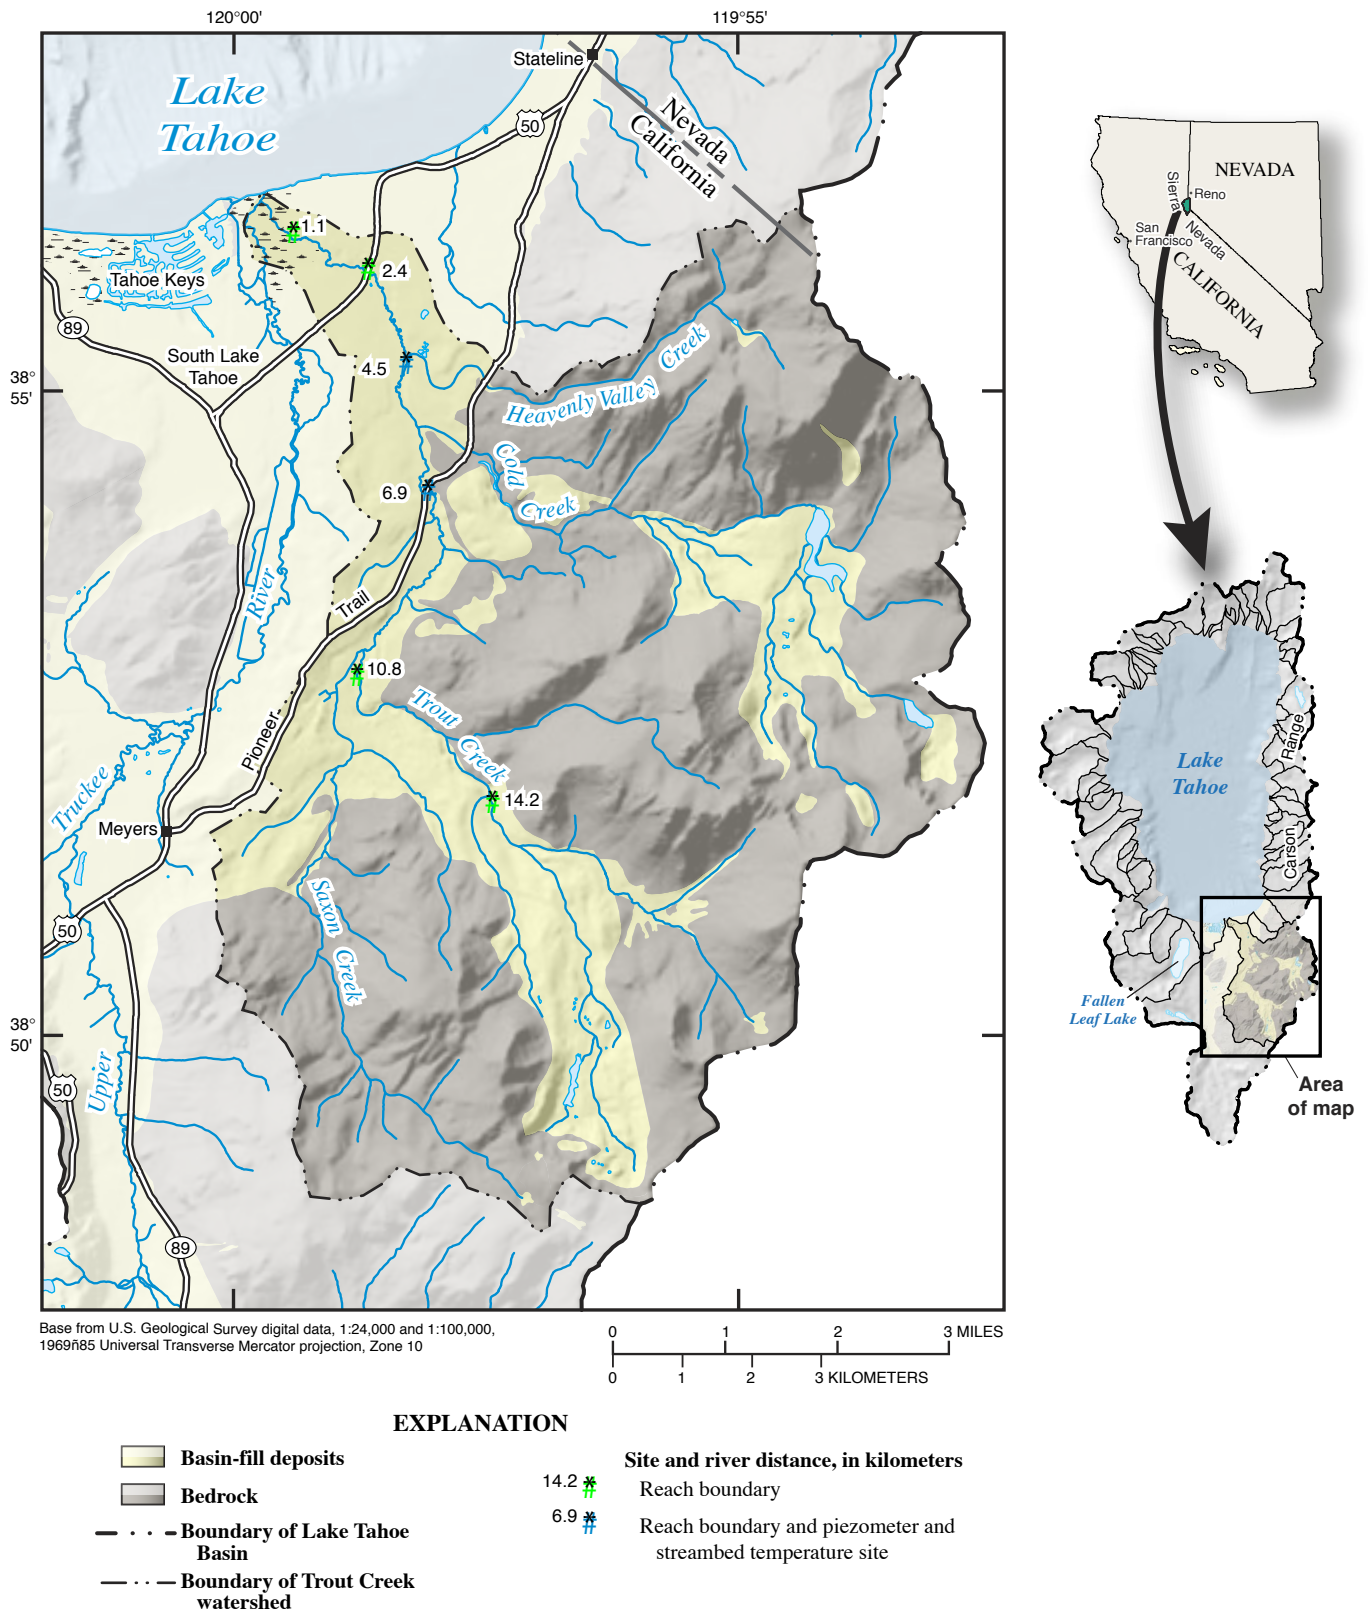 120°00'
119°55'
Stateline
Lake
Tahoe
50
Nevada
California
1.1
2.4
Tahoe Keys
89
South Lake
Tahoe
4.5
38°
55'
Heavenly Valley Creek
Cold
Creek
6.9
River
Trail
10.8
Trout
Creek
Pioneer
14.2
Truckee
Meyers
Saxon
Creek
50
38°
50'
Upper
50
89
NEVADA
Sierra
Reno
San
Francisco
Nevada
CALIFORNIA
Range
Lake
Tahoe
Carson
Fallen
Leaf Lake
Area
of map
Base from U.S. Geological Survey digital data, 1:24,000 and 1:100,000,
1969ñ85 Universal Transverse Mercator projection, Zone 10
0 1 2 3 MILES
0 1 2 3 KILOMETERS
EXPLANATION
Basin-fill deposits
Bedrock
Boundary of Lake Tahoe
Basin
Boundary of Trout Creek
watershed
Site and river distance, in kilometers
14.2 Reach boundary
6.9 Reach boundary and piezometer and
streambed temperature site